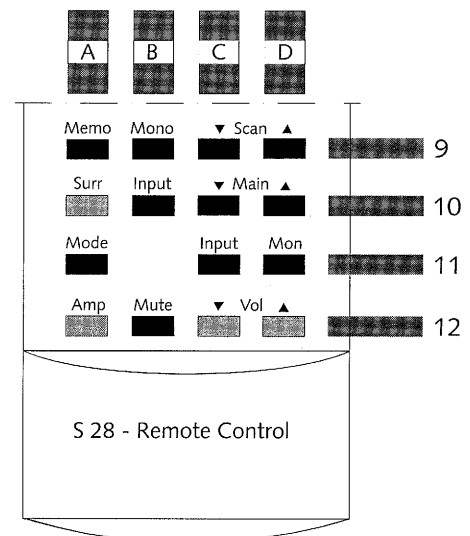 A B C D
Memo Mono ▼ Scan ▲ 9
Surr Input ▼ Main ▲ 10
Mode Input Mon 11
Amp Mute ▼ Vol ▲ 12
S 28 - Remote Control